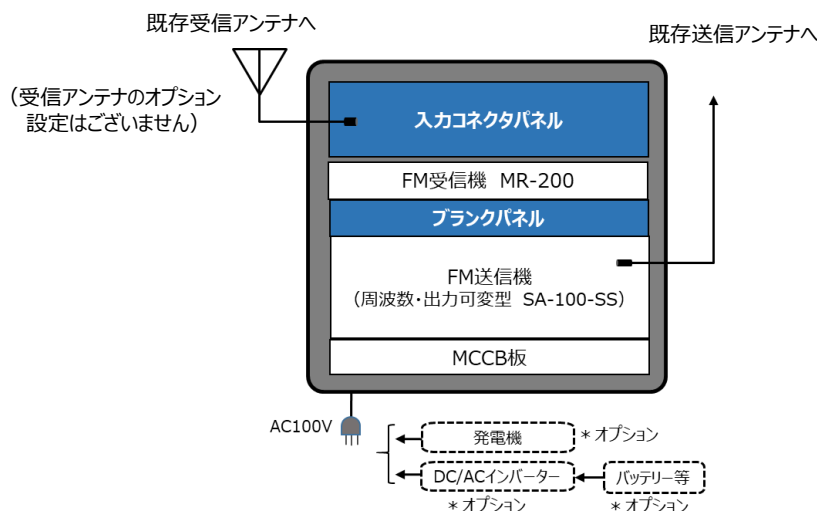 既存受信アンテナへ
既存送信アンテナへ
（受信アンテナのオプション
設定はございません）
入力コネクタパネル
FM受信機 MR-200
ブランクパネル
FM送信機
（周波数・出力可変型 SA-100-SS）
MCCB板
AC100V
発電機
＊オプション
DC/ACインバーター
バッテリー等
＊オプション
＊オプション